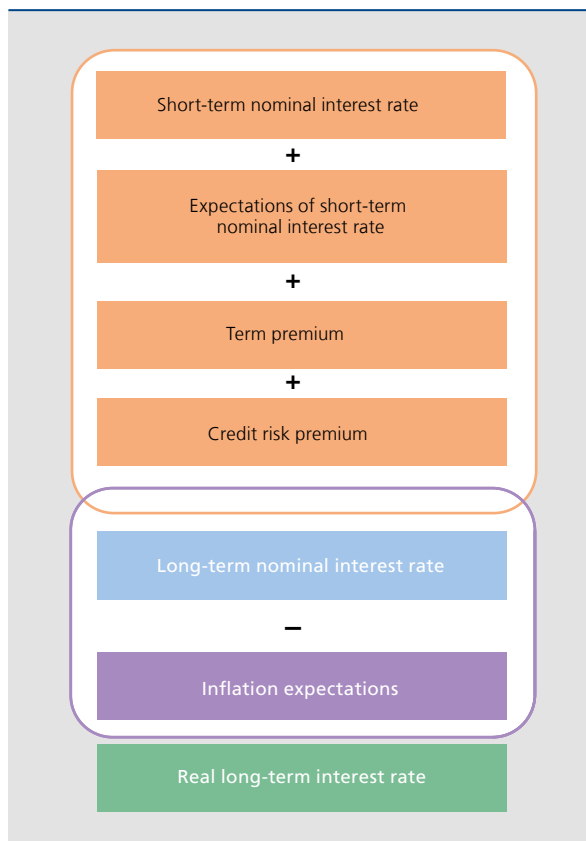 Short-term nominal interest rate
+
Expectations of short-term
nominal interest rate
+
Term premium
+
Credit risk premium
Long-term nominal interest rate
–
Inflation expectations
Real long-term interest rate